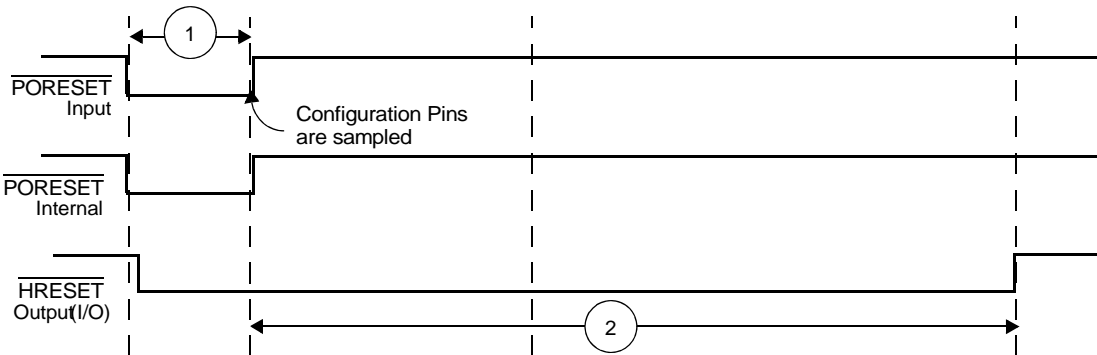 1
PORESET
Input
Configuration Pins
are sampled
PORESET
Internal
HRESET
Output(I/O)
2